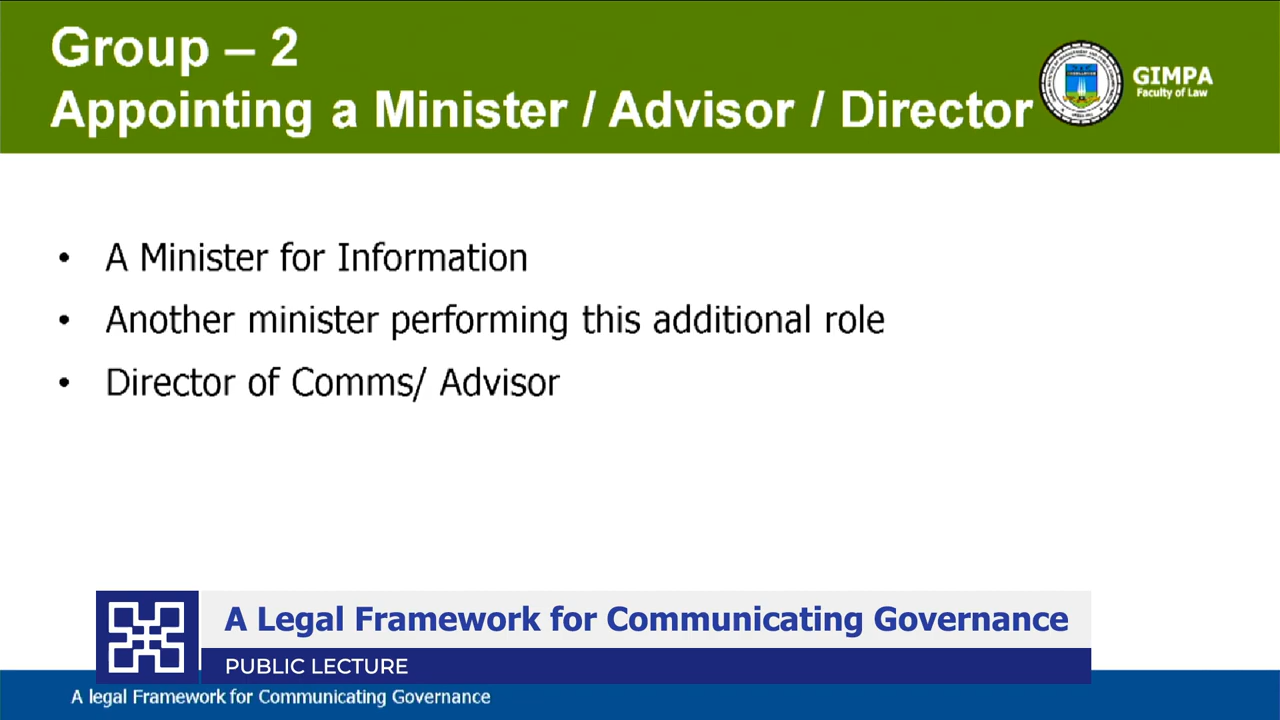 Group – 2
Appointing a Minister / Advisor / Director
GIMPA
Faculty of Law
• A Minister for Information
• Another minister performing this additional role
• Director of Comms/ Advisor
A Legal Framework for Communicating Governance
PUBLIC LECTURE
A legal Framework for Communicating Governance